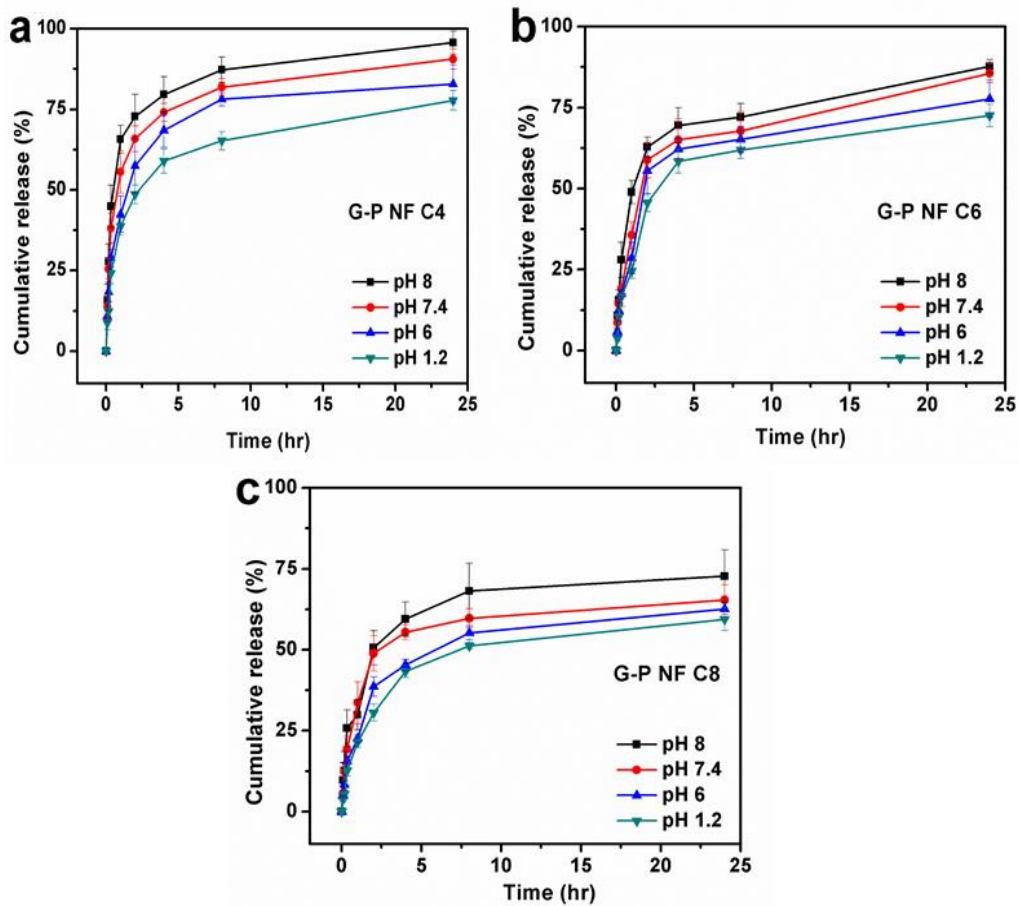 a
100
75
50
25
0
Cumulative release (%)
G-P NF C4
pH 8
pH 7.4
pH 6
pH 1.2
0 5 10 15 20 25
Time (hr)
b
100
75
50
25
0
Cumulative release (%)
G-P NF C6
pH 8
pH 7.4
pH 6
pH 1.2
0 5 10 15 20 25
Time (hr)
c
100
75
50
25
0
Cumulative release (%)
G-P NF C8
pH 8
pH 7.4
pH 6
pH 1.2
0 5 10 15 20 25
Time (hr)